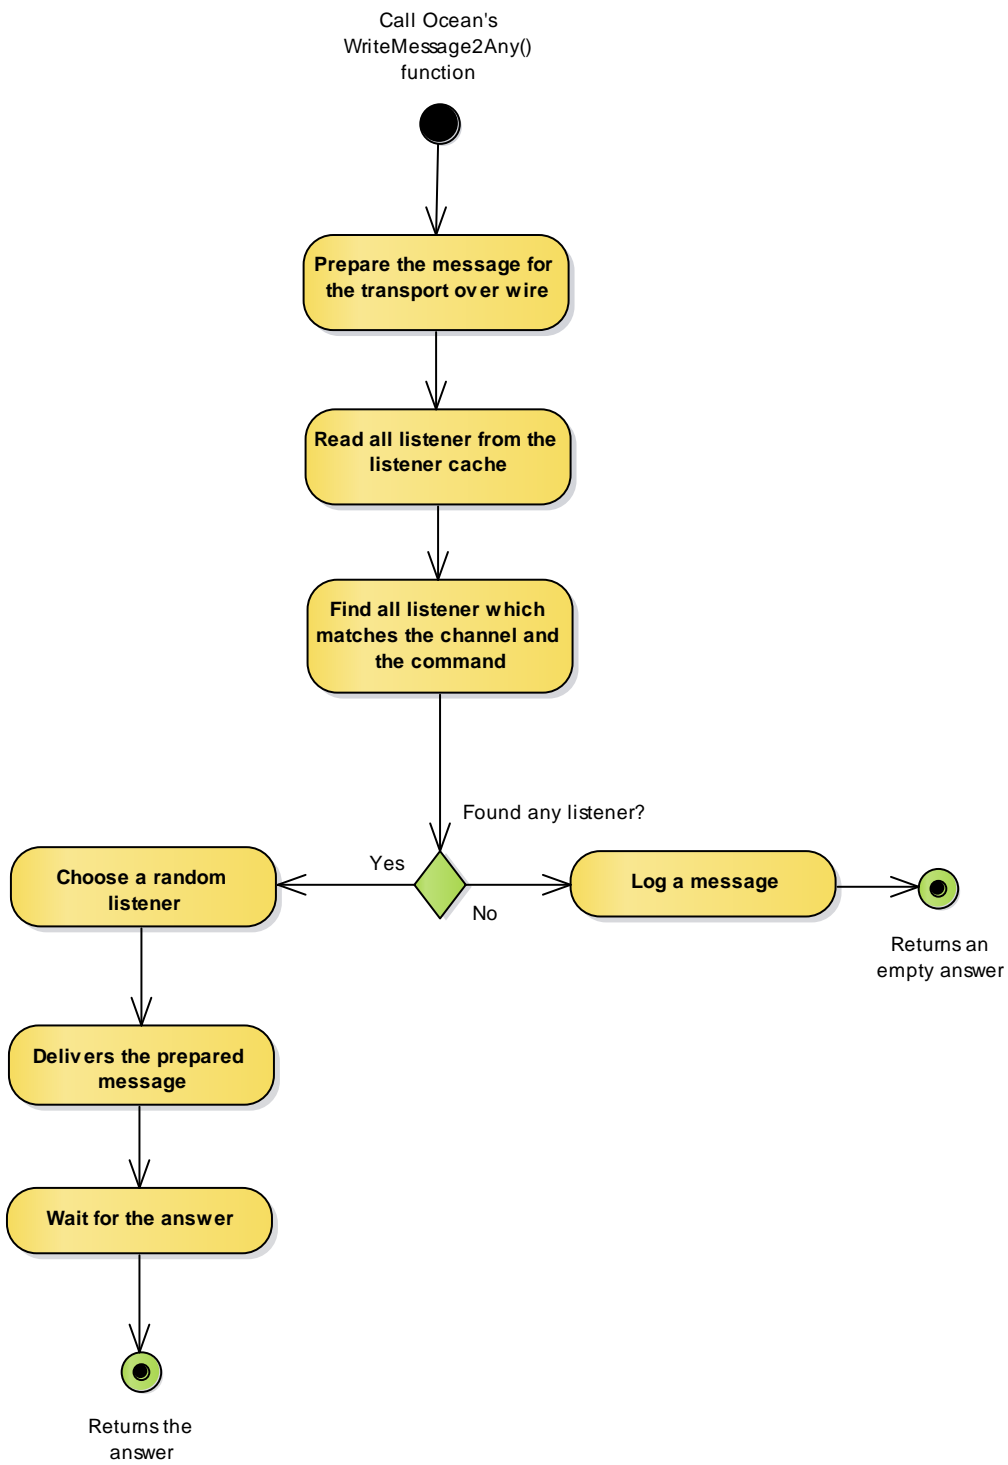 Call Ocean's
WriteMessage2Any()
function
Prepare the message for
the transport over wire
Read all listener from the
listener cache
Find all listener which
matches the channel and
the command
Found any listener?
Yes
No
Choose a random
listener
Log a message
Returns an
empty answer
Delivers the prepared
message
Wait for the answer
Returns the
answer